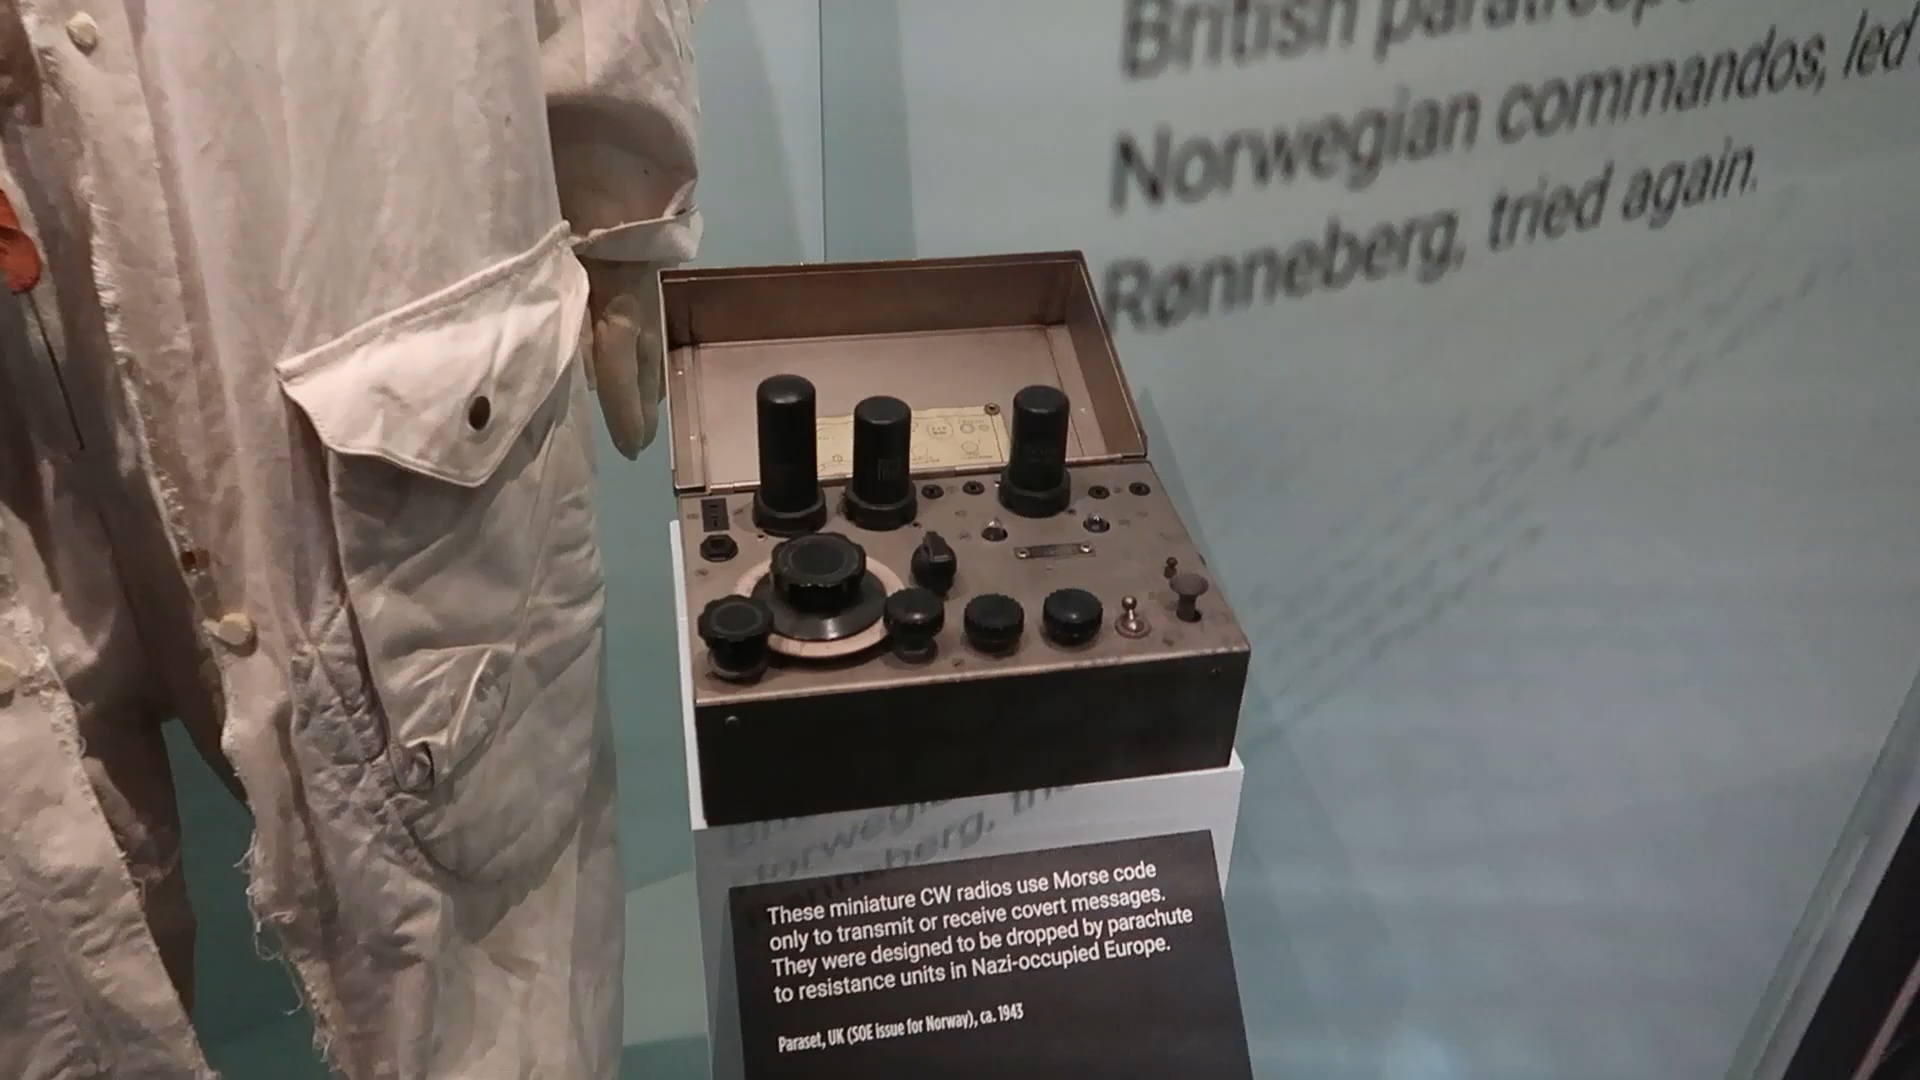 British
Norwegian commandos, led
Rønneberg, tried again.
These miniature CW radios use Morse code
only to transmit or receive covert messages.
They were designed to be dropped by parachute
to resistance units in Nazi-occupied Europe.
Paraset, UK (SOE issue for Norway), ca. 1943